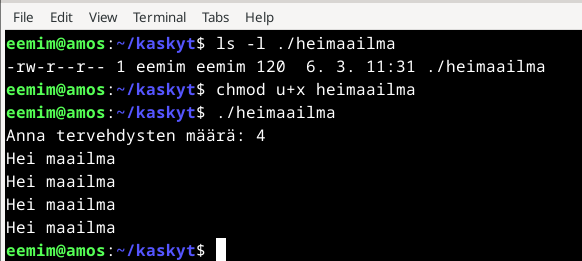 File Edit View Terminal Tabs Help
eemim@amos:~/kaskyt$ ls -l ./heimaailma
-rw-r--r-- 1 eemim eemim 120  6. 3. 11:31 ./heimaailma
eemim@amos:~/kaskyt$ chmod u+x heimaailma
eemim@amos:~/kaskyt$ ./heimaailma
Anna tervehdysten määrä: 4
Hei maailma
Hei maailma
Hei maailma
Hei maailma
eemim@amos:~/kaskyt$